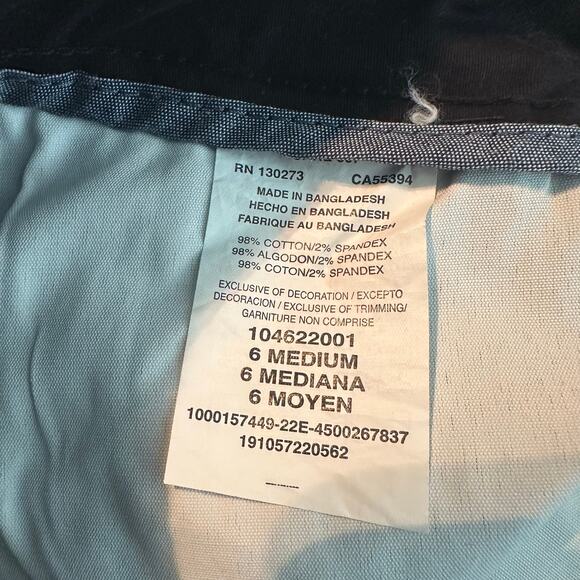 RN 130273 CA55394
MADE IN BANGLADESH
HECHO EN BANGLADESH
FABRIQUE AU BANGLADESH
98% COTTON/2% SPANDEX
98% ALGODON/2% SPANDEX
98% COTON/2% SPANDEX
EXCLUSIVE OF DECORATION/EXCEPTO
DECORACION/EXCLUSIVE OF TRIMMING/
GARNITURE NON COMPRISE
104622001
6 MEDIUM
6 MEDIANA
6 MOYEN
1000157449-22E-4500267837
191057220562